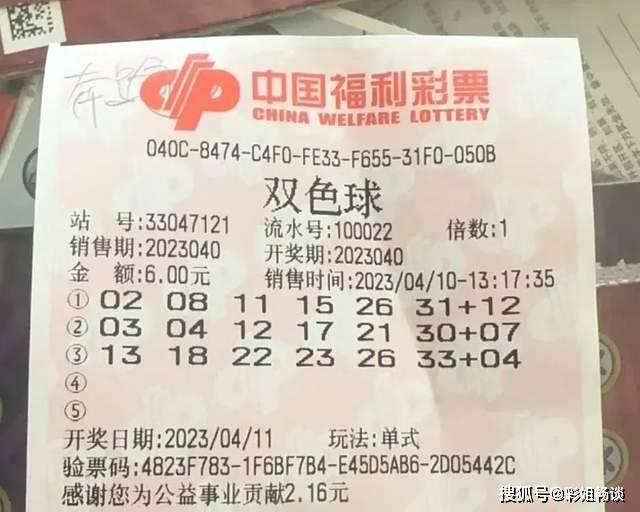 中国福利彩票
CHINA WELFARE LOTTERY
040C-8474-C4F0-FE33-F655-31F0-050B
双色球
站 号:33047121 流水号:100022 倍数:1
销售期:2023040 开奖期:2023040
金 额:6.00元 销售时间:2023/04/10-13:17:35
① 02 08 11 15 26 31+12
② 03 04 12 17 21 30+07
③ 13 18 22 23 26 33+04
④
⑤
开奖日期:2023/04/11 玩法:单式
验票码:4823F783-1F6BF7B4-E45D5AB6-2D05442C
感谢您为公益事业贡献2.16元
搜狐号@彩姐畅谈